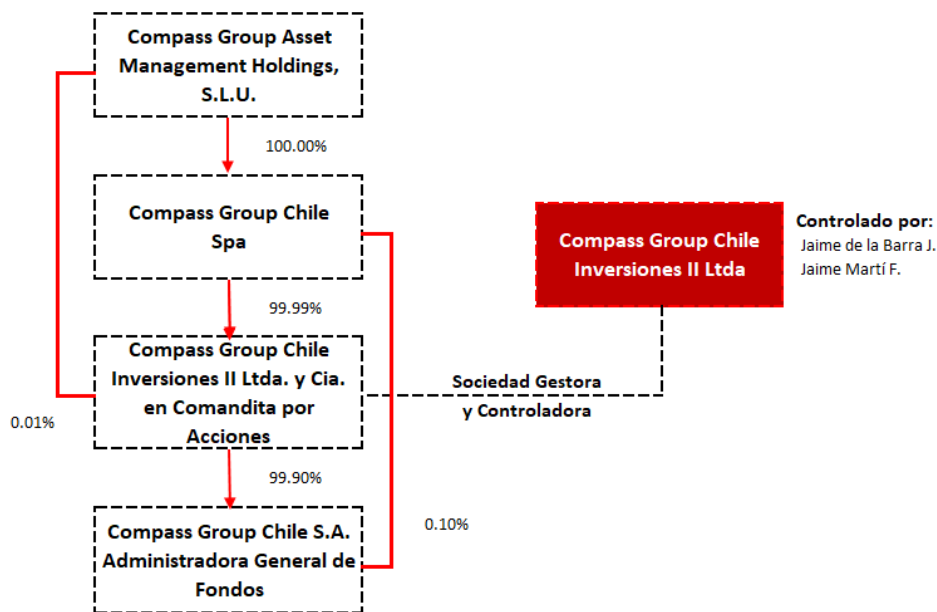 Compass Group Asset
Management Holdings,
S.L.U.
100.00%
Compass Group Chile
Spa
Compass Group Chile
Inversiones II Ltda
Controlado por:
Jaime de la Barra J.
Jaime Martí F.
99.99%
Compass Group Chile
Inversiones II Ltda. y Cia.
en Comandita por
Acciones
Sociedad Gestora
y Controladora
0.01%
99.90%
Compass Group Chile S.A.
Administradora General de
Fondos
0.10%